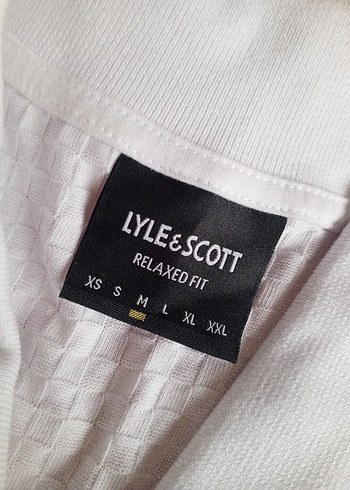 LYLE & SCOTT
RELAXED FIT
XS S M L XL XXL